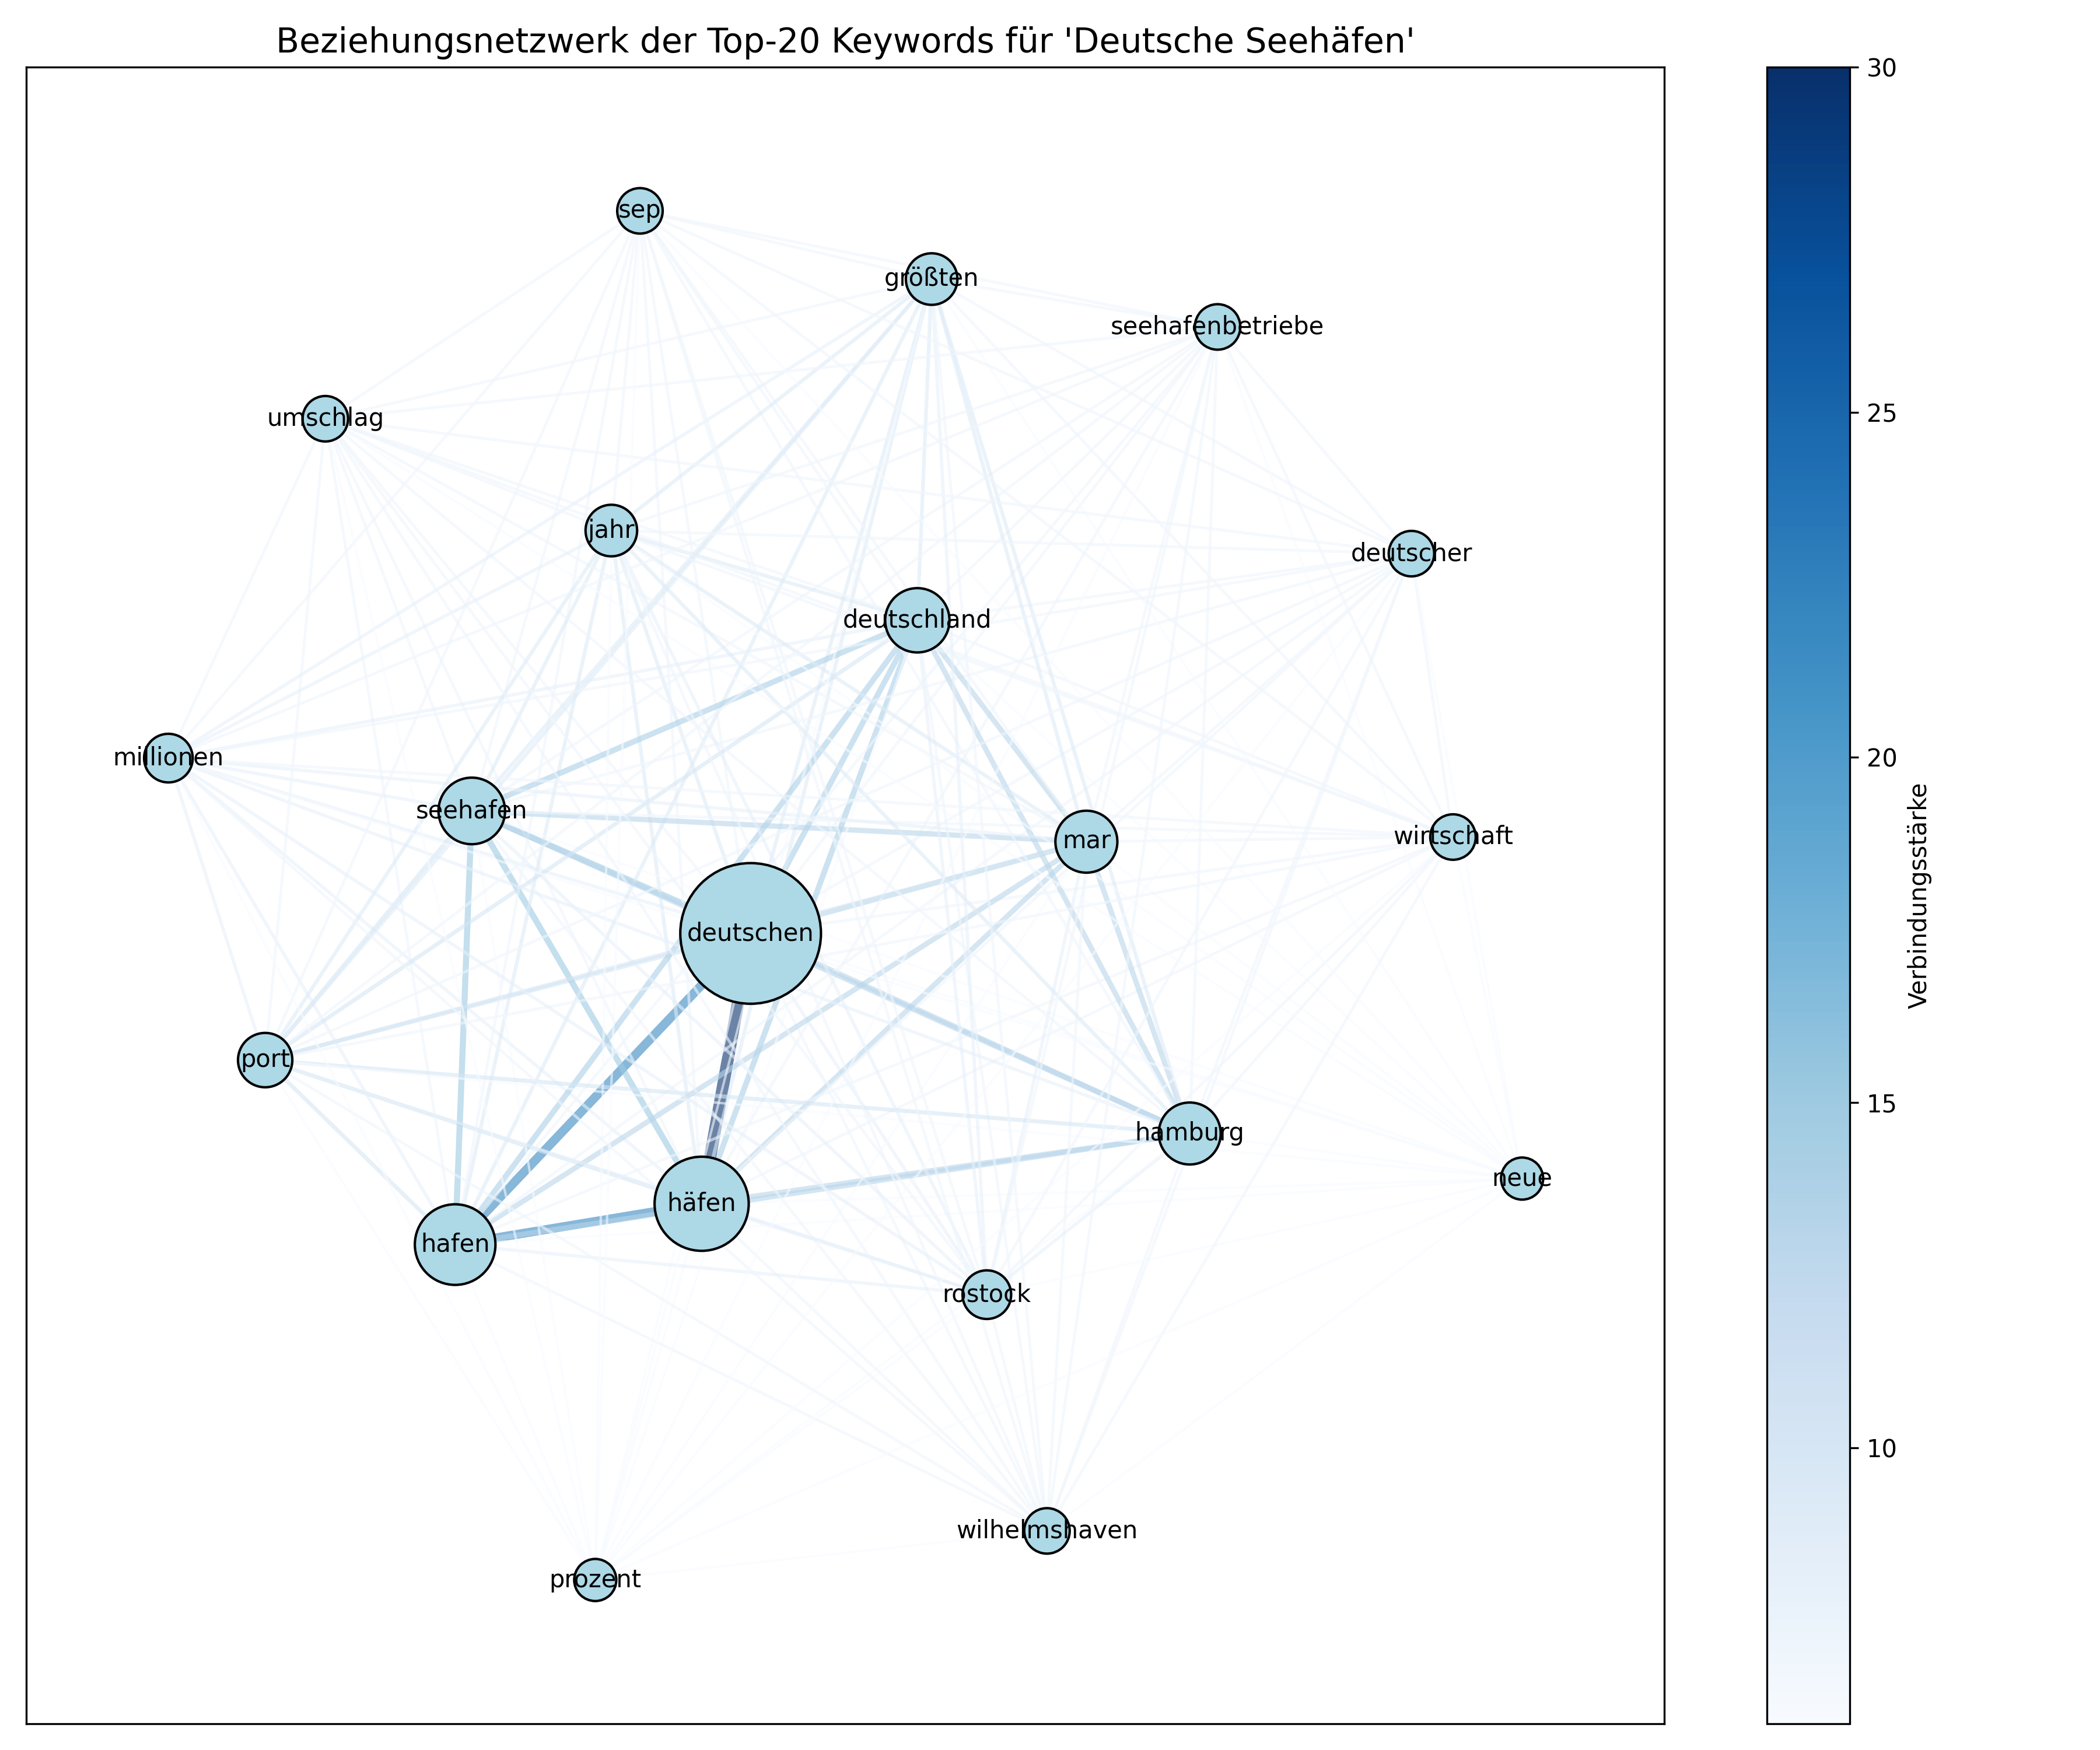 Beziehungsnetzwerk der Top-20 Keywords für 'Deutsche Seehäfen'
30
sep
größten
seehafenbetriebe
25
umschlag
jahr
deutscher
deutschland
20
millionen
seehafen
mar
wirtschaft
Verbindungsstärke
deutschen
port
15
hamburg
neue
häfen
hafen
rostock
10
wilhelmshaven
prozent